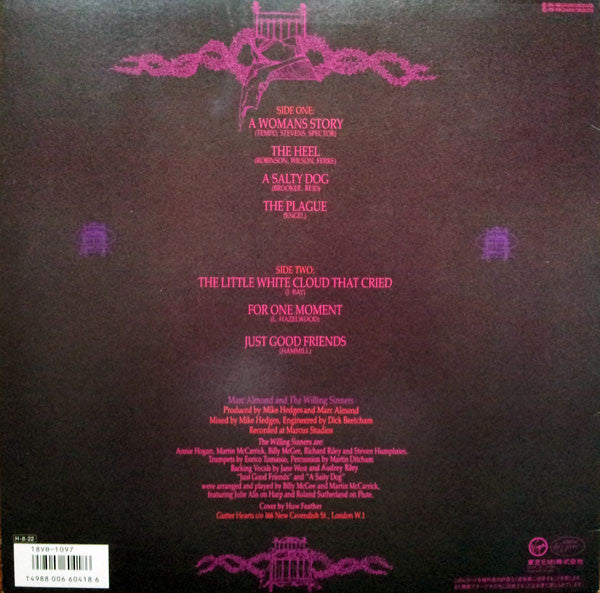 SIDE ONE:
A WOMANS STORY
(TEMPO, STEVENS, SPECTOR)
THE HEEL
(ROBINSON, WILSON, FERRE)
A SALTY DOG
(BROOKER, REID)
THE PLAGUE
(ENGEL)
SIDE TWO:
THE LITTLE WHITE CLOUD THAT CRIED
(J. RAY)
FOR ONE MOMENT
(L. HAZELWOOD)
JUST GOOD FRIENDS
(HAMMILL)
Marc Almond and The Willing Sinners
Produced by Mike Hedges and Marc Almond
Mixed by Mike Hedges, Engineered by Dick Beetcham
Recorded at Marcus Studios
The Willing Sinners are:
Annie Hogan, Martin McCarrick, Billy McGee, Richard Riley and Steven Humphries.
Trumpets by Enrico Tomasso, Percussion by Martin Ditcham
Backing Vocals by Jane West and Audrey Riley
"Just Good Friends" and "A Salty Dog"
were arranged and played by Billy McGee and Martin McCarrick,
featuring Julie Alis on Harp and Roland Sutherland on Flute.
Cover by Huw Feather
Gutter Hearts c/o 166 New Cavendish St., London W.1
H-6-22
18VB-1097
T4988 006 60418 6
Virgin
東芝EMI株式会社